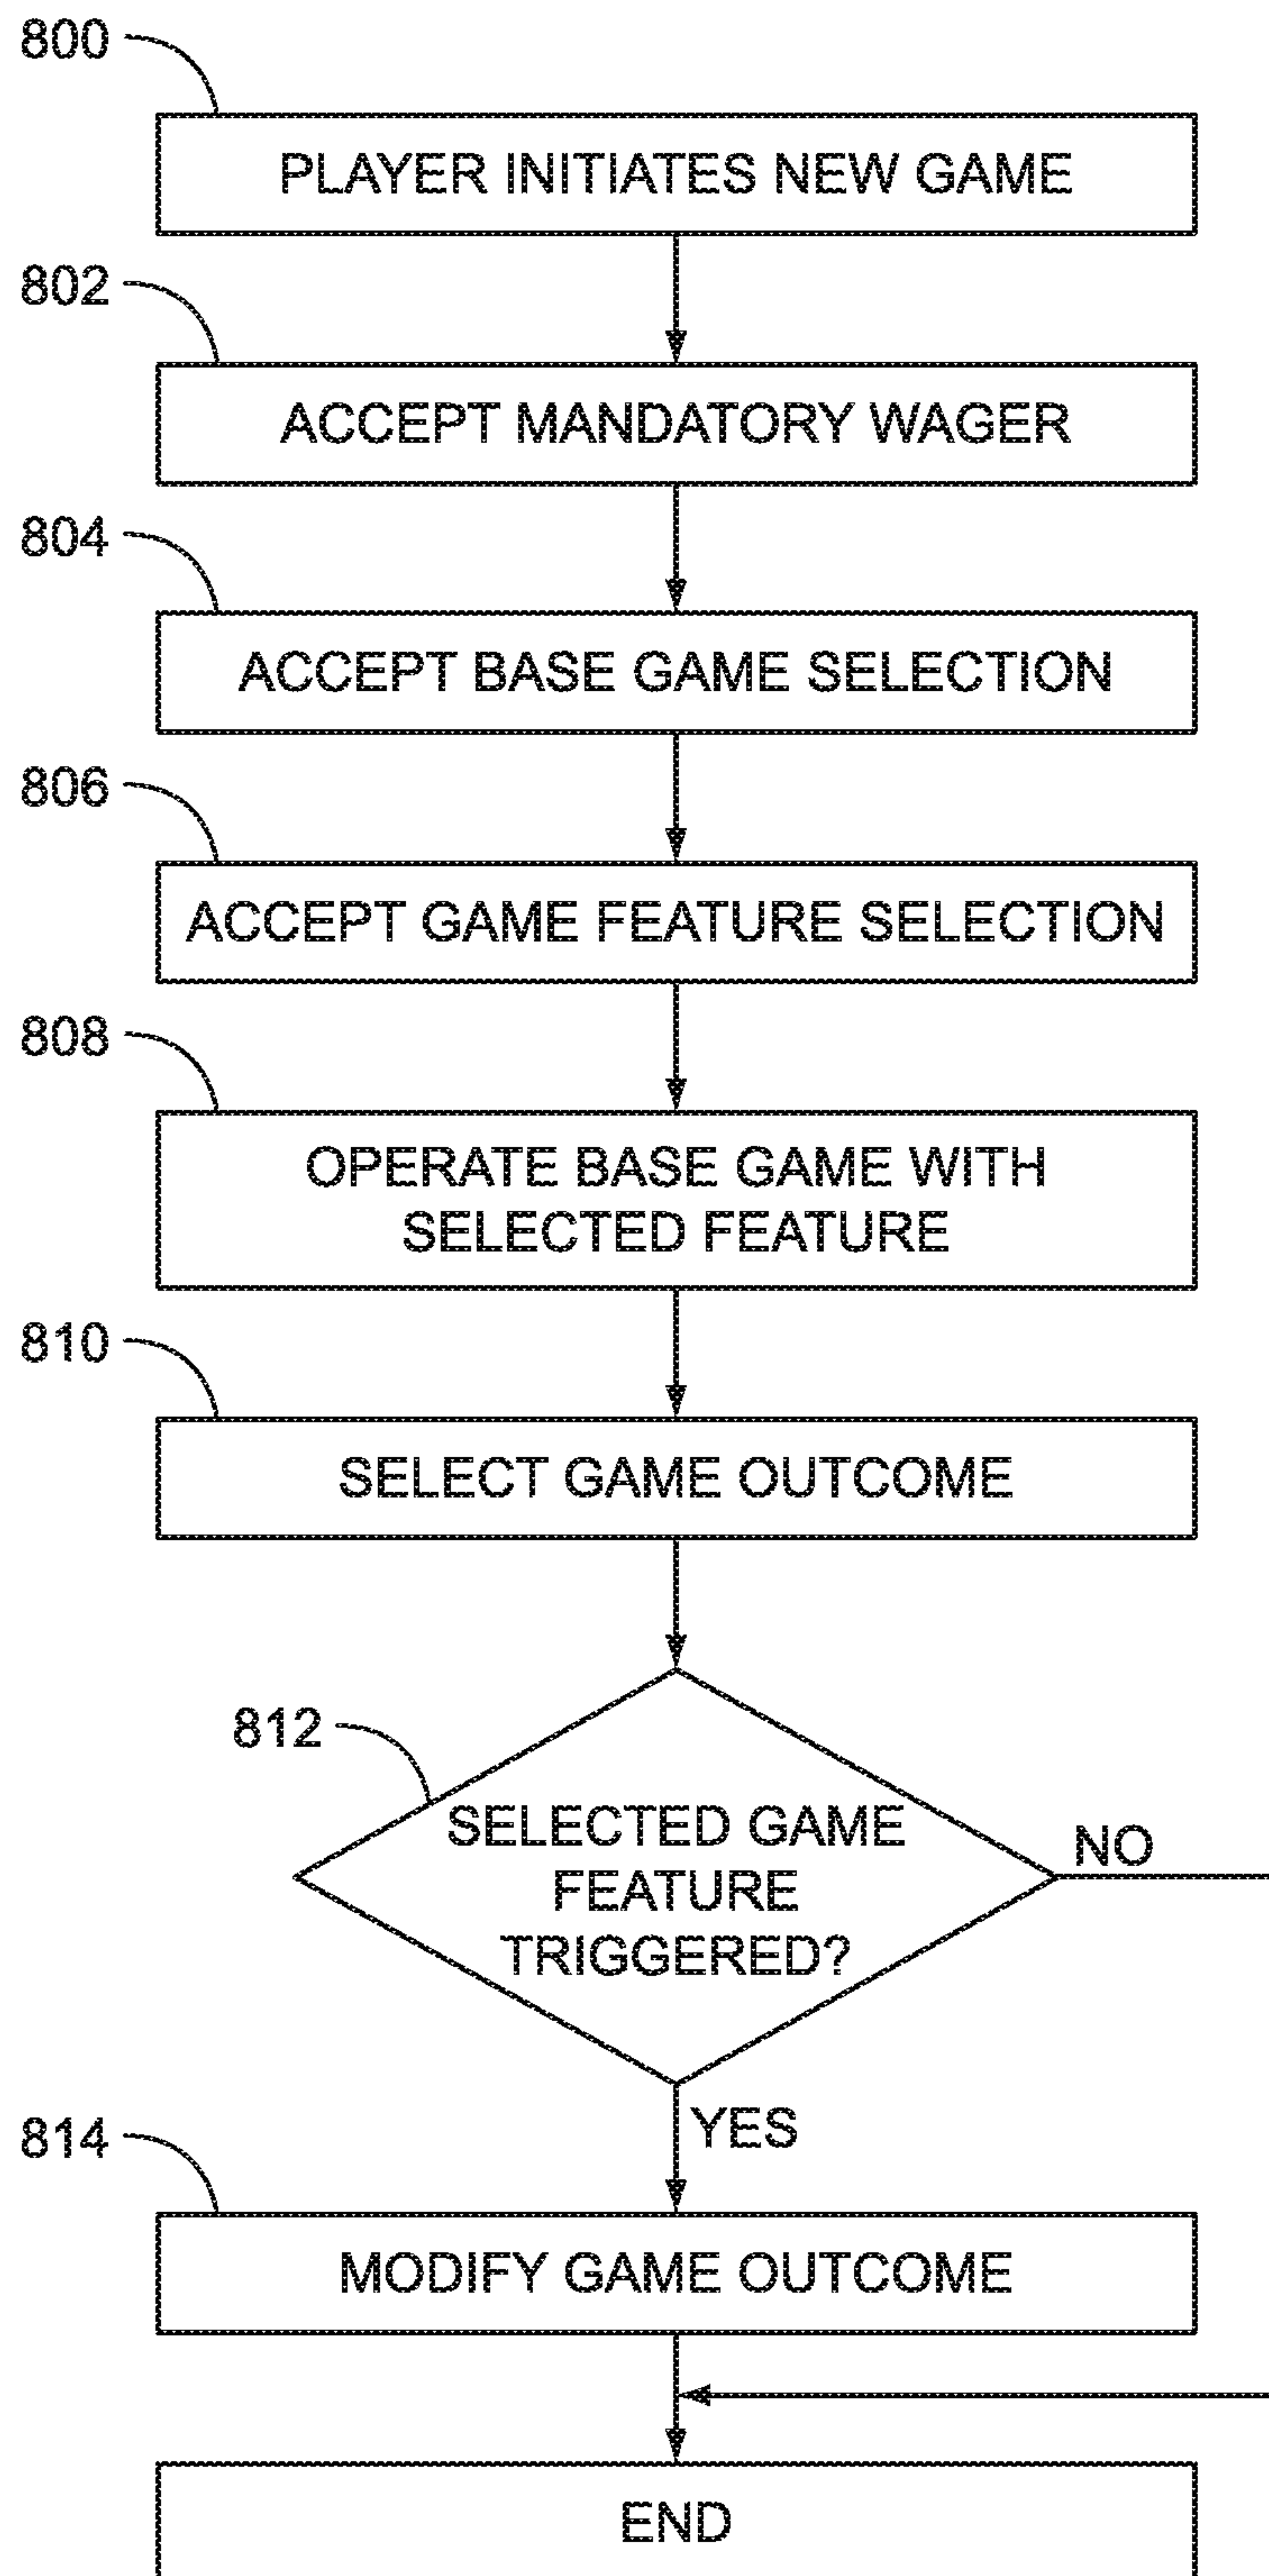 800
PLAYER INITIATES NEW GAME
802
ACCEPT MANDATORY WAGER
804
ACCEPT BASE GAME SELECTION
806
ACCEPT GAME FEATURE SELECTION
808
OPERATE BASE GAME WITH
SELECTED FEATURE
810
SELECT GAME OUTCOME
812
SELECTED GAME
FEATURE
TRIGGERED?
NO
YES
814
MODIFY GAME OUTCOME
END